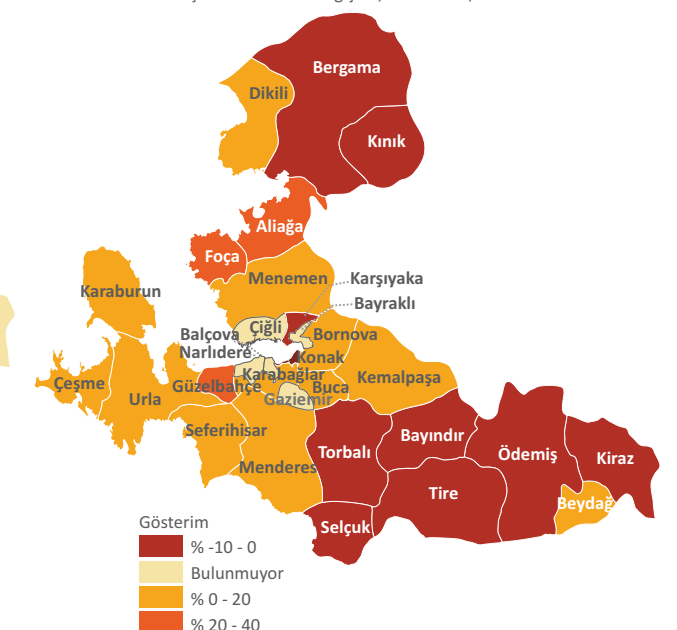 Bergama
Dikili
Kınık
Aliağa
Foça
Menemen
Karşıyaka
Karaburun
Bayraklı
Çiğli
Balçova
Bornova
Narlıdere
Konak
Karabağlar
Kemalpaşa
Çeşme
Güzelbahçe
Buca
Urla
Gaziemir
Seferihisar
Bayındır
Torbalı
Ödemiş
Kiraz
Menderes
Tire
Beydağ
Selçuk
Gösterim
% -10 - 0
Bulunmuyor
% 0 - 20
% 20 - 40